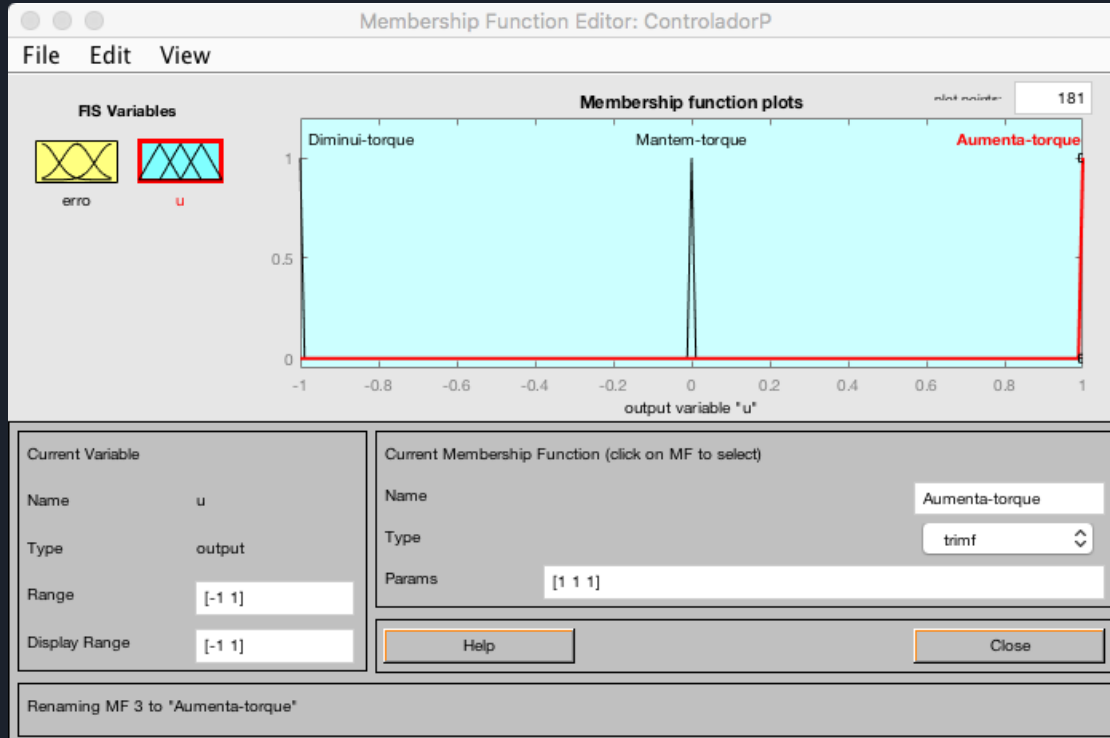 Membership Function Editor: ControladorP
File Edit View
FIS Variables
erro
u
Membership function plots
plot points:
181
Diminui-torque
Mantem-torque
Aumenta-torque
1
0.5
0
-1 -0.8 -0.6 -0.4 -0.2 0 0.2 0.4 0.6 0.8 1
output variable "u"
Current Variable
Name u
Type output
Range [-1 1]
Display Range [-1 1]
Current Membership Function (click on MF to select)
Name Aumenta-torque
Type trimf
Params [1 1 1]
Help
Close
Renaming MF 3 to "Aumenta-torque"